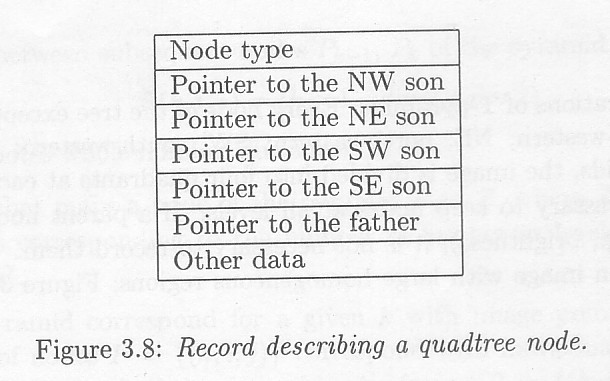 Node type
Pointer to the NW son
Pointer to the NE son
Pointer to the SW son
Pointer to the SE son
Pointer to the father
Other data
Figure 3.8: Record describing a quadtree node.